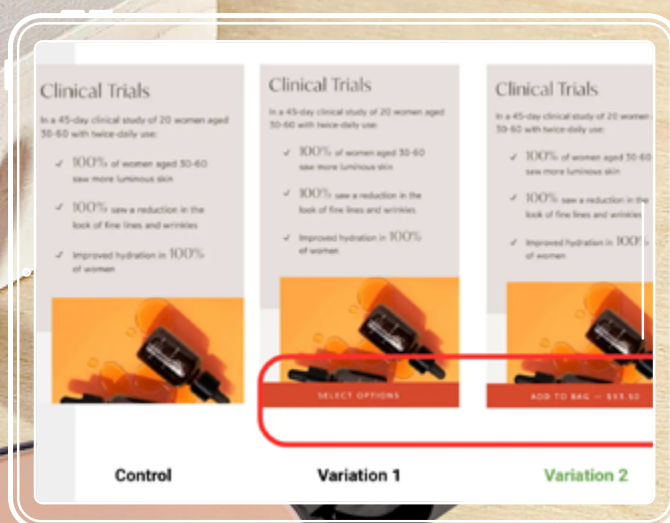 Clinical Trials
In a 45-day clinical study of 20 women aged
30-60 with twice-daily use:
✓ 100% of women aged 30-60
saw more luminous skin
✓ 100% saw a reduction in the
look of fine lines and wrinkles
✓ Improved hydration in 100%
of women
Control
Clinical Trials
In a 45-day clinical study of 20 women aged
30-60 with twice-daily use:
✓ 100% of women aged 30-60
saw more luminous skin
✓ 100% saw a reduction in the
look of fine lines and wrinkles
✓ Improved hydration in 100%
of women
SELECT OPTIONS
Variation 1
Clinical Trials
In a 45-day clinical study of 20 women
30-60 with twice-daily use:
✓ 100% of women aged 30-60
saw more luminous skin
✓ 100% saw a reduction in the
look of fine lines and wrinkles
✓ Improved hydration in 100%
of women
ADD TO BAG —
Variation 2